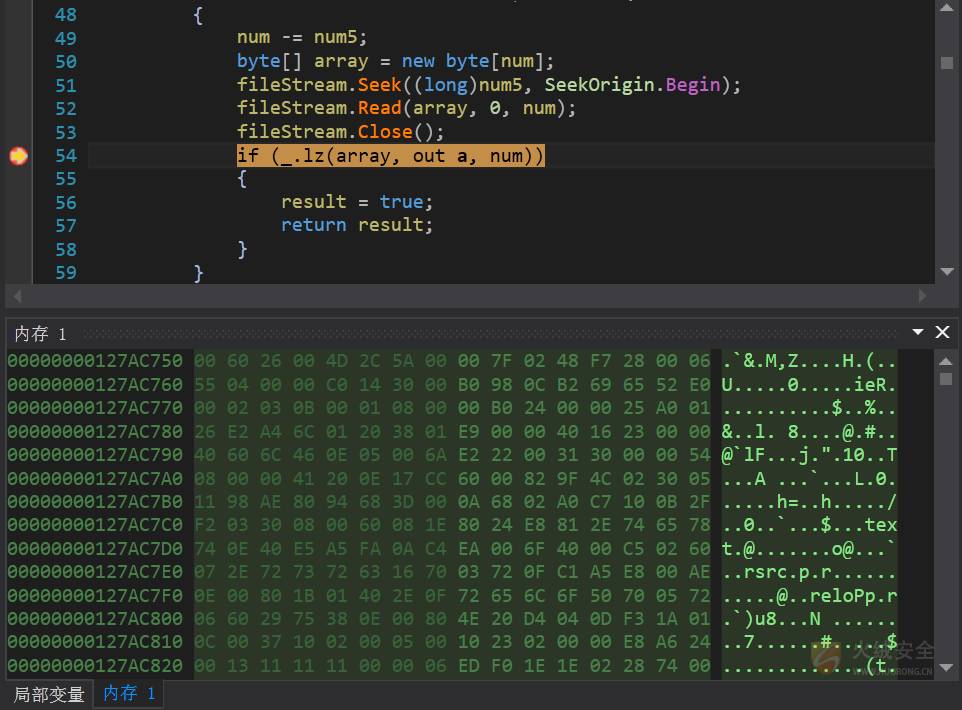 48 {
49 num -= num5;
50 byte[] array = new byte[num];
51 fileStream.Seek((long)num5, SeekOrigin.Begin);
52 fileStream.Read(array, 0, num);
53 fileStream.Close();
54 if (_.lz(array, out a, num))
55 {
56 result = true;
57 return result;
58 }
59 }
内存 1
00000000127AC750 00 60 26 00 4D 2C 5A 00 00 7F 02 48 F7 28 00 06 .`&.M,Z....H.(..
00000000127AC760 55 04 00 00 C0 14 30 00 B0 98 0C B2 69 65 52 E0 U.....0.....ieR.
00000000127AC770 00 02 03 0B 00 01 08 00 00 B0 24 00 00 25 A0 01 ..........$..%..
00000000127AC780 26 E2 A4 6C 01 20 38 01 E9 00 00 40 16 23 00 00 &..l. 8....@.#..
00000000127AC790 40 60 6C 46 0E 05 00 6A E2 22 00 31 30 00 00 54 @`lF...j.".10..T
00000000127AC7A0 08 00 00 41 20 0E 17 CC 60 00 82 9F 4C 02 30 05 ...A ...`...L.0.
00000000127AC7B0 11 98 AE 80 94 68 3D 00 0A 68 02 A0 C7 10 0B 2F .....h=..h...../
00000000127AC7C0 F2 03 30 08 00 60 08 1E 80 24 E8 81 2E 74 65 78 ..0..`...$...tex
00000000127AC7D0 74 0E 40 E5 A5 FA 0A C4 EA 00 6F 40 00 C5 02 60 t.@.......o@...`
00000000127AC7E0 07 2E 72 73 72 63 16 70 03 72 0F C1 A5 E8 00 AE ..rsrc.p.r......
00000000127AC7F0 0E 00 80 1B 01 40 2E 0F 72 65 6C 6F 50 70 05 72 .....@..reloPp.r
00000000127AC800 06 60 29 75 38 0E 00 80 4E 20 D4 04 0D F3 1A 01 .`)u8...N ......
00000000127AC810 0C 00 37 10 02 00 05 00 10 23 02 00 00 E8 A6 24 ..7......#.....$
00000000127AC820 00 13 11 11 11 00 00 06 ED F0 1E 1E 02 28 74 00 .............(t.
火绒安全
WWW.HUORONG.CN
局部变量 内存 1